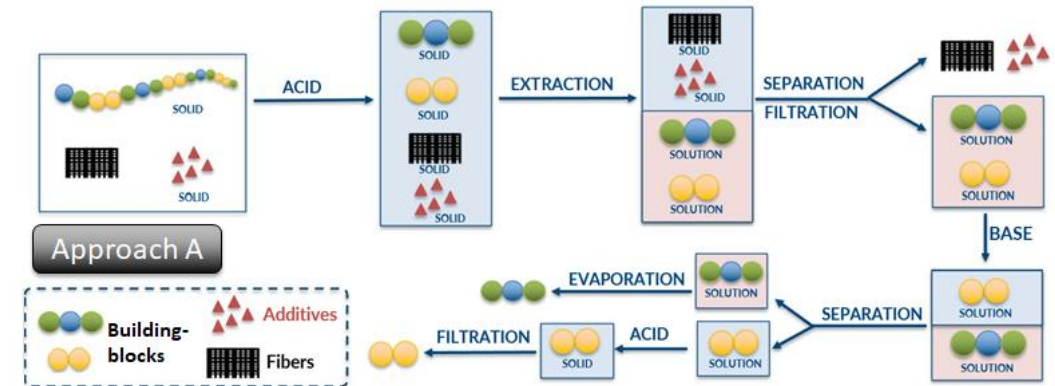 SOLID
SOLID
ACID
SOLID
SOLID
SOLID
SOLID
EXTRACTION
SOLID
SOLID
SOLUTION
SOLUTION
SEPARATION
FILTRATION
SOLUTION
SOLUTION
BASE
SOLUTION
SOLUTION
SEPARATION
SOLUTION
EVAPORATION
SOLUTION
ACID
SOLID
FILTRATION
Approach A
Building-
blocks
Additives
Fibers